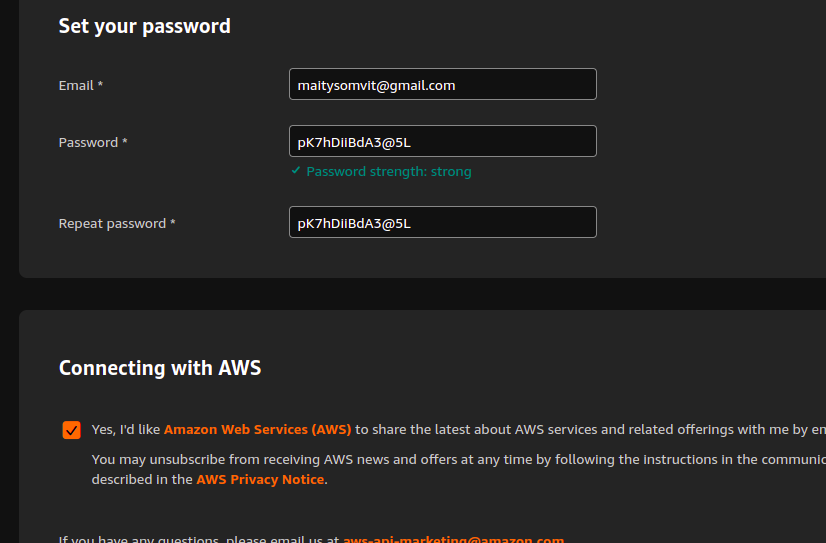 Set your password
Email *
maitysomvit@gmail.com
Password *
pK7hDiiBdA3@5L
Password strength: strong
Repeat password *
pK7hDiiBdA3@5L
Connecting with AWS
Yes, I'd like Amazon Web Services (AWS) to share the latest about AWS services and related offerings with me by
You may unsubscribe from receiving AWS news and offers at any time by following the instructions in the
described in the AWS Privacy Notice.
If you have any questions, please email us at aws-api-marketing@amazon.com